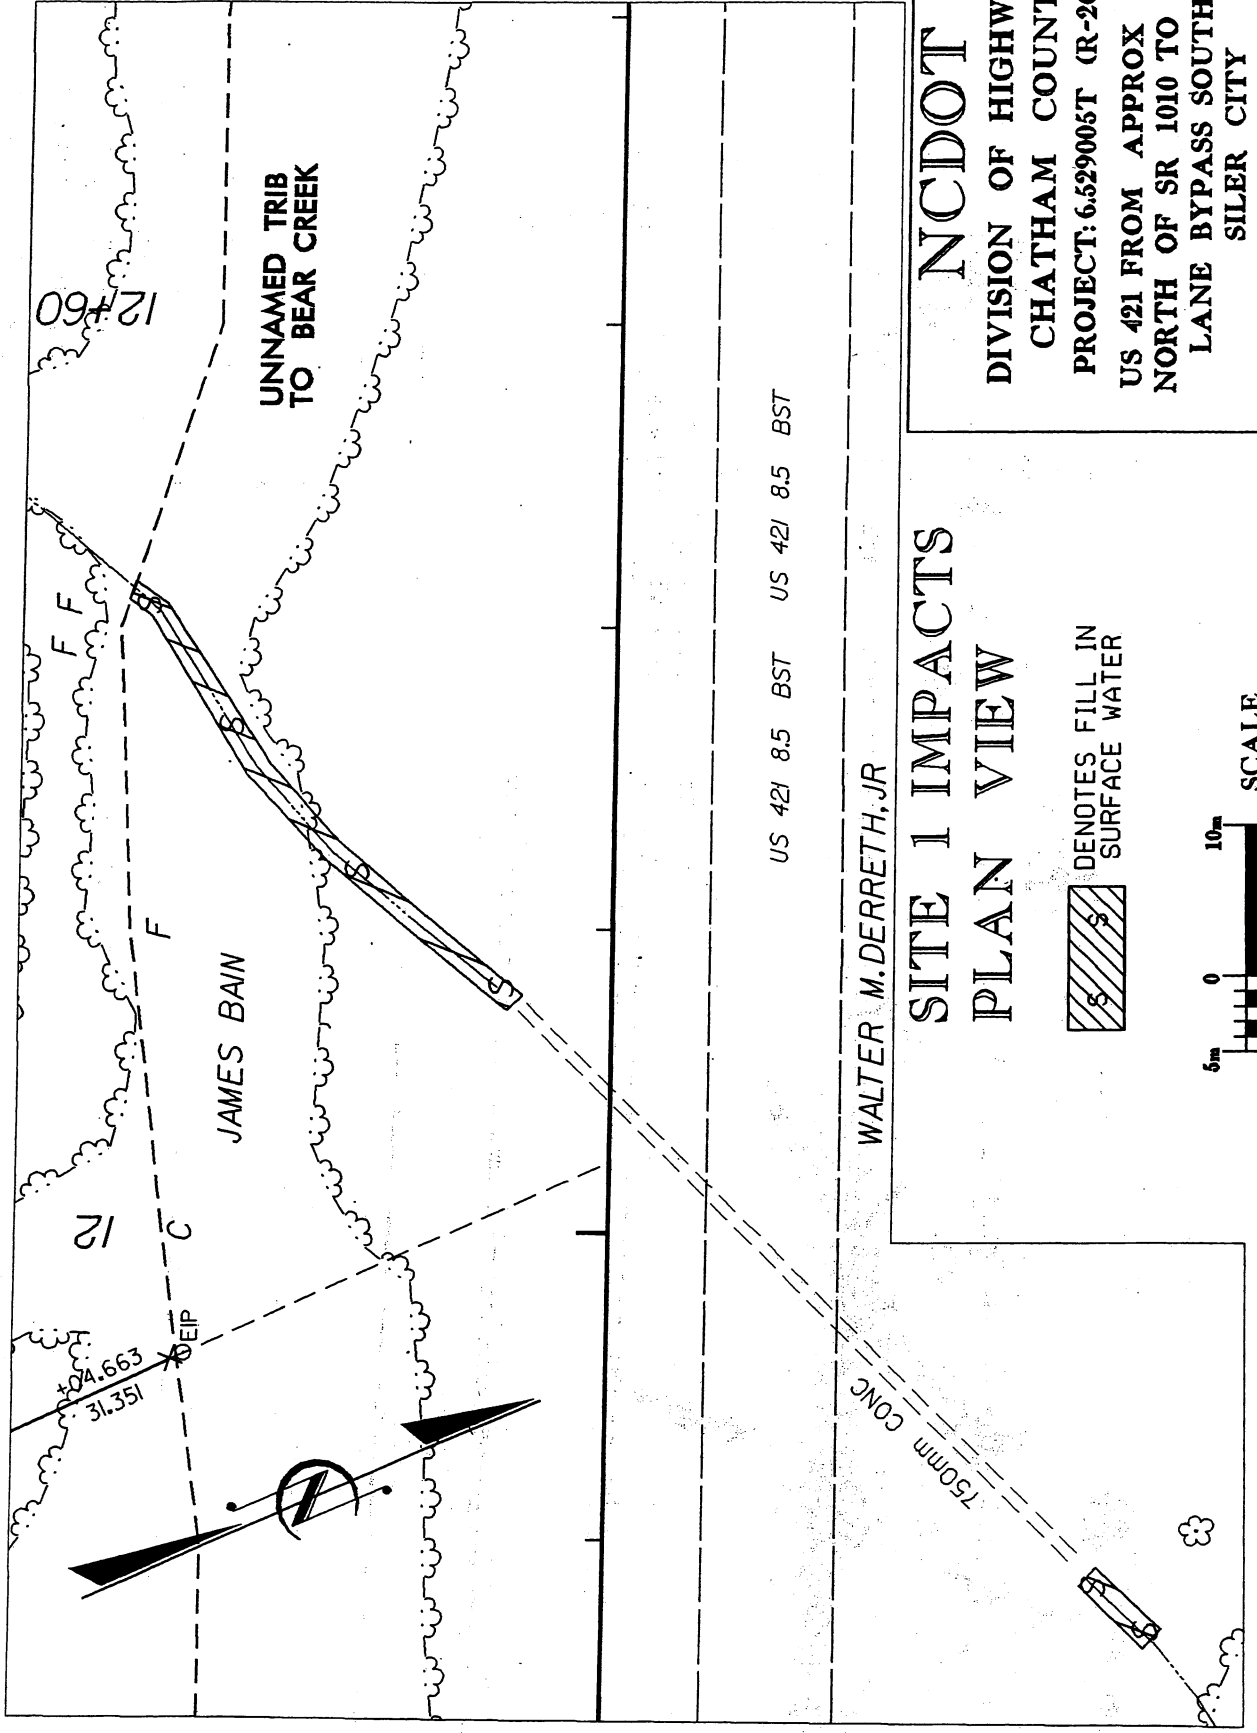 12+60
UNNAMED TRIB
TO BEAR CREEK
F
F
F
JAMES BAIN
12
C
EIP
+04.663
31.351
S
S
S
S
US 421 8.5 BST
US 421 8.5 BST
WALTER M. DERRETH, JR
750mm CONC
S
S
SITE 1 IMPACTS
PLAN VIEW
S S
DENOTES FILL IN
SURFACE WATER
5m 0 10m
SCALE
N
NCDOT
DIVISION OF HIGHW
CHATHAM COUNT
PROJECT: 6.529005T (R-2
US 421 FROM APPROX
NORTH OF SR 1010 TO
LANE BYPASS SOUTH
SILER CITY